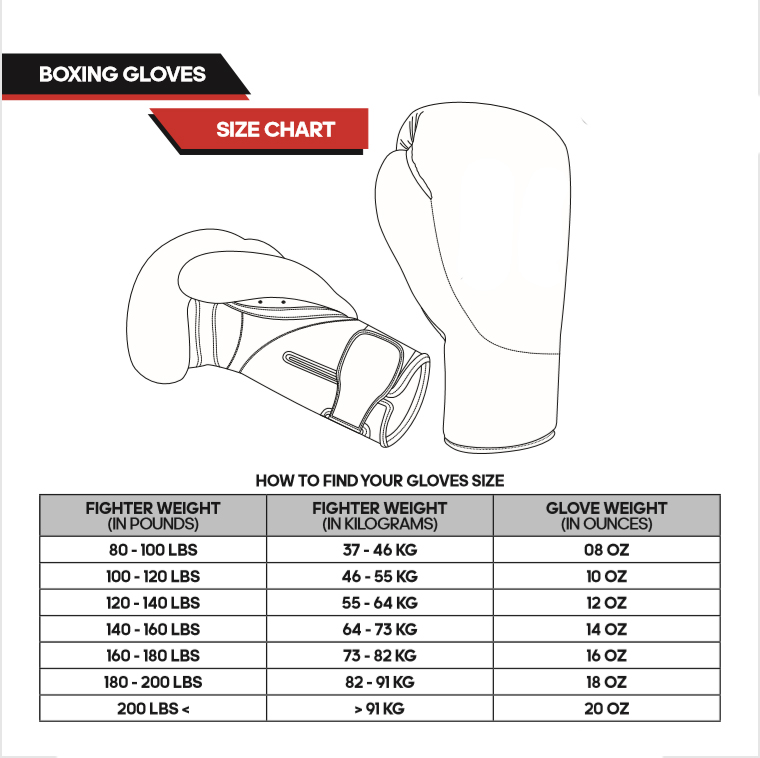 BOXING GLOVES
SIZE CHART
HOW TO FIND YOUR GLOVES SIZE
FIGHTER WEIGHT (IN POUNDS) FIGHTER WEIGHT (IN KILOGRAMS) GLOVE WEIGHT (IN OUNCES)
80 - 100 LBS 37 - 46 KG 08 OZ
100 - 120 LBS 46 - 55 KG 10 OZ
120 - 140 LBS 55 - 64 KG 12 OZ
140 - 160 LBS 64 - 73 KG 14 OZ
160 - 180 LBS 73 - 82 KG 16 OZ
180 - 200 LBS 82 - 91 KG 18 OZ
200 LBS < > 91 KG 20 OZ